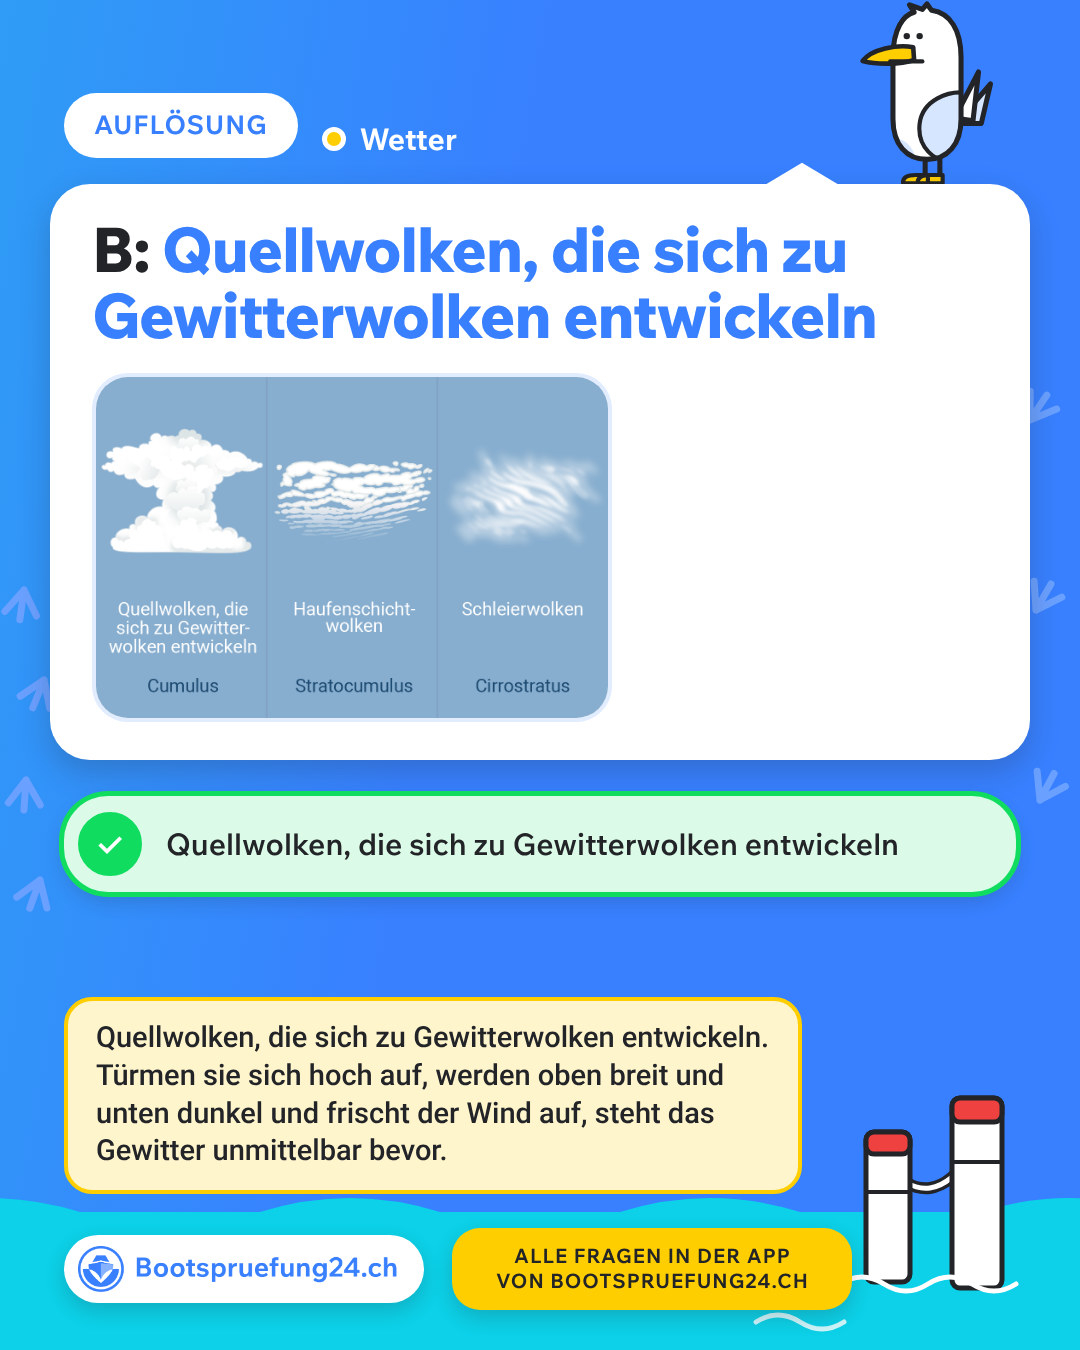 AUFLÖSUNG
Wetter
B: Quellwolken, die sich zu
Gewitterwolken entwickeln
Quellwolken, die
sich zu Gewitter-
wolken entwickeln
Cumulus
Haufenschicht-
wolken
Stratocumulus
Schleierwolken
Cirrostratus
Quellwolken, die sich zu Gewitterwolken entwickeln
Quellwolken, die sich zu Gewitterwolken entwickeln.
Türmen sie sich hoch auf, werden oben breit und
unten dunkel und frischt der Wind auf, steht das
Gewitter unmittelbar bevor.
Bootspruefung24.ch
ALLE FRAGEN IN DER APP
VON BOOTSPRUEFUNG24.CH